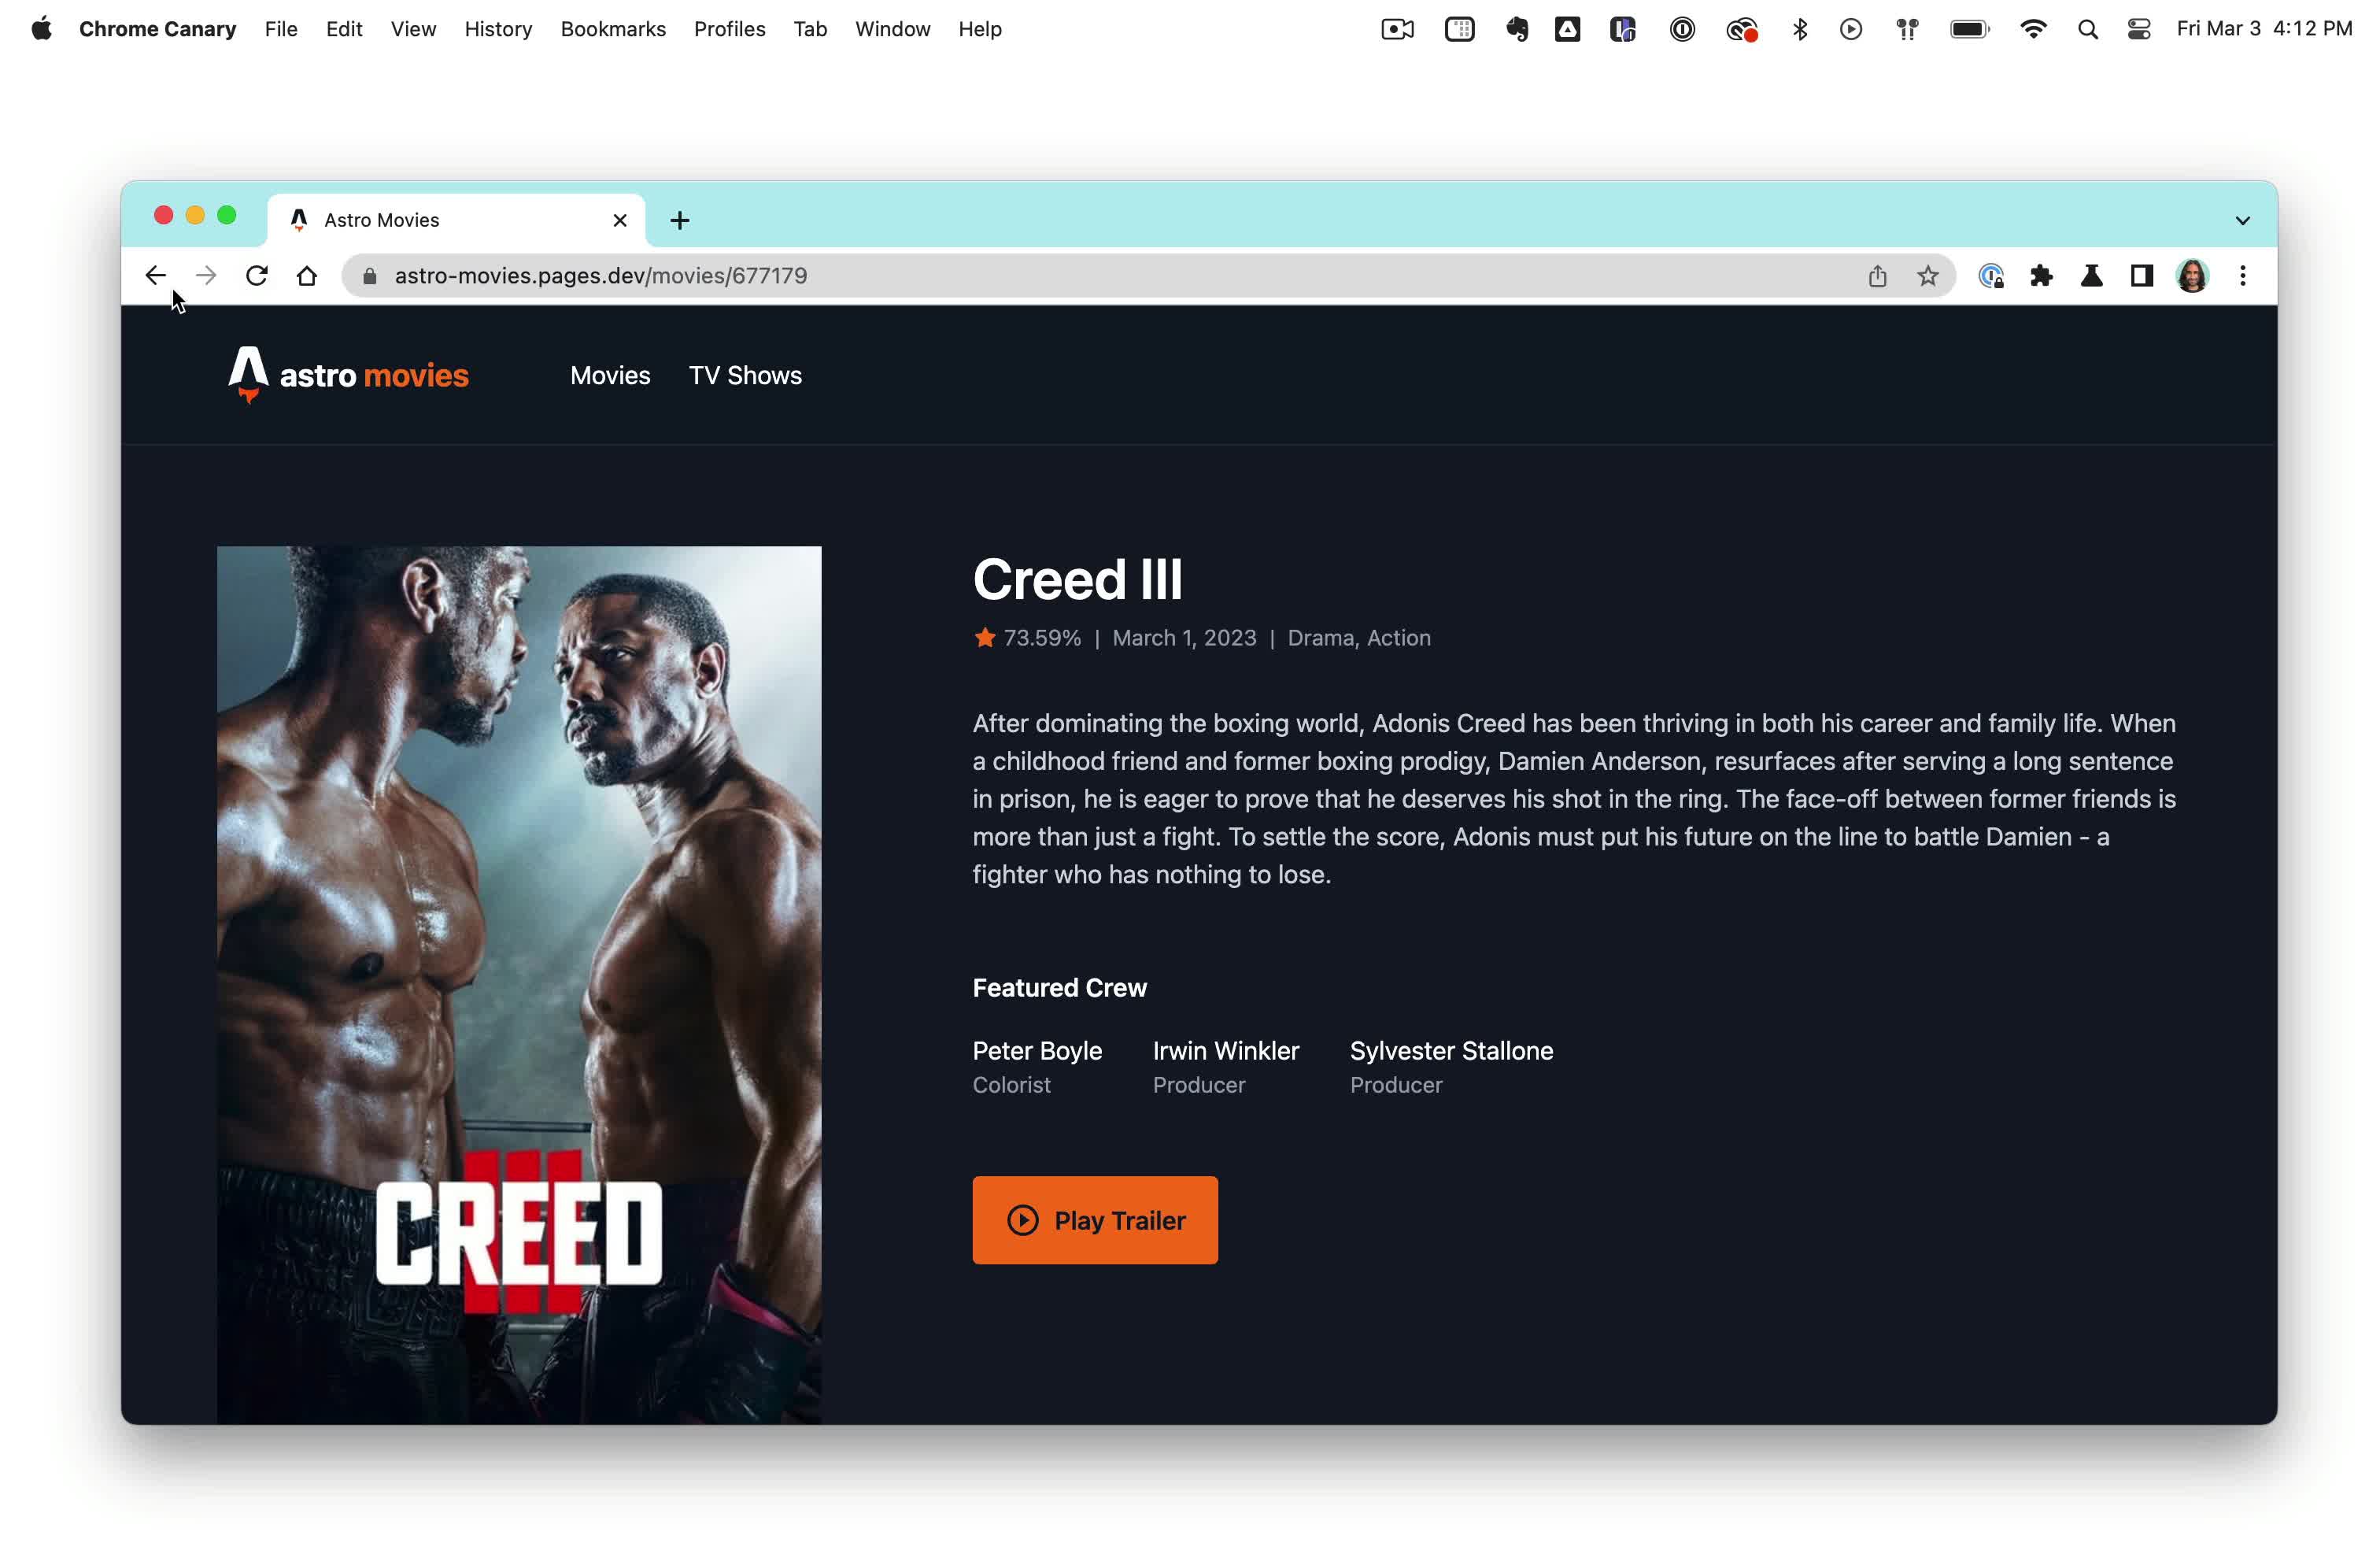 Chrome Canary File Edit View History Bookmarks Profiles Tab Window Help Fri Mar 3 4:12 PM
Astro Movies
astro-movies.pages.dev/movies/677179
astro movies Movies TV Shows
Creed III
73.59% | March 1, 2023 | Drama, Action
After dominating the boxing world, Adonis Creed has been thriving in both his career and family life. When
a childhood friend and former boxing prodigy, Damien Anderson, resurfaces after serving a long sentence
in prison, he is eager to prove that he deserves his shot in the ring. The face-off between former friends is
more than just a fight. To settle the score, Adonis must put his future on the line to battle Damien - a
fighter who has nothing to lose.
Featured Crew
Peter Boyle Irwin Winkler Sylvester Stallone
Colorist Producer Producer
Play Trailer
CREED
III